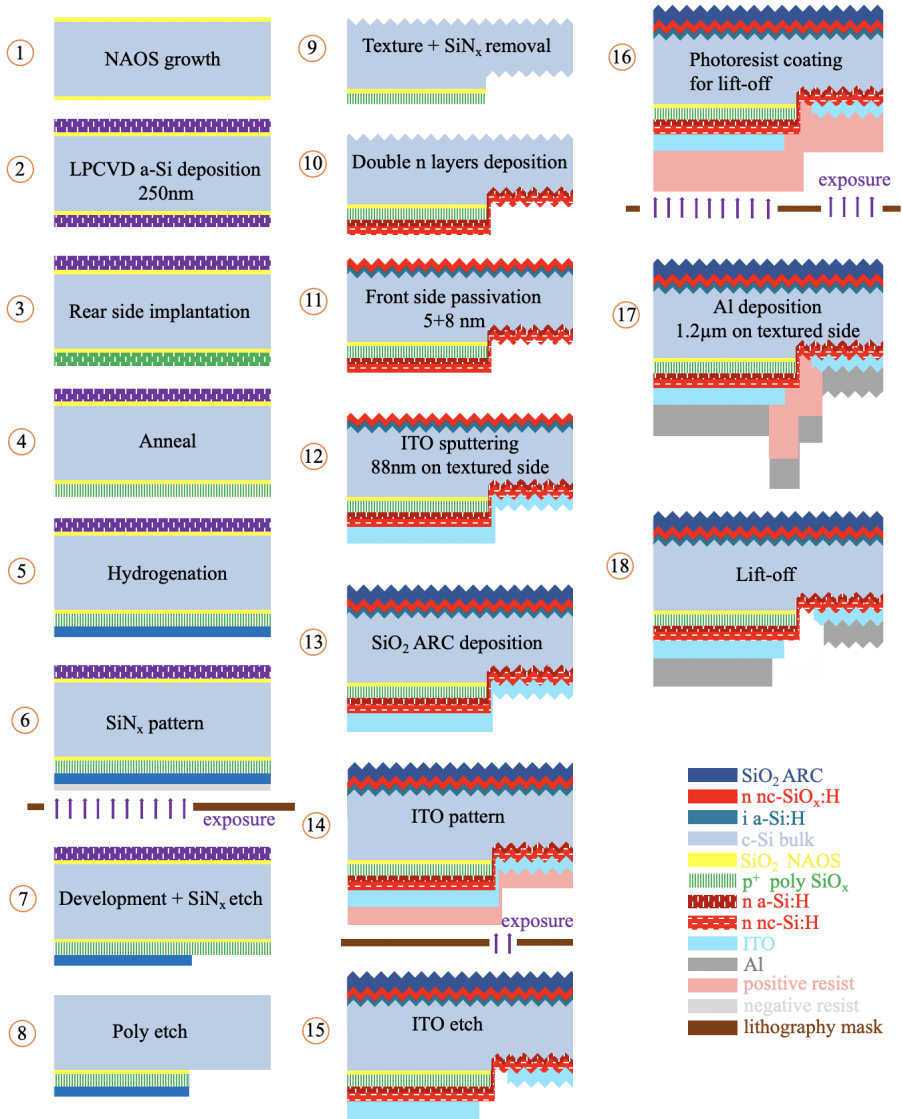 1
NAOS growth
2
LPCVD a-Si deposition
250nm
3
Rear side implantation
4
Anneal
5
Hydrogenation
6
SiNx pattern
exposure
7
Development + SiNx etch
8
Poly etch
9
Texture + SiNx removal
10
Double n layers deposition
11
Front side passivation
5+8 nm
12
ITO sputtering
88nm on textured side
13
SiO2 ARC deposition
14
ITO pattern
exposure
15
ITO etch
16
Photoresist coating
for lift-off
exposure
17
Al deposition
1.2μm on textured side
18
Lift-off
SiO2 ARC
n nc-SiOx:H
i a-Si:H
c-Si bulk
SiO2 NAOS
p+ poly SiOx
n a-Si:H
n nc-Si:H
ITO
Al
positive resist
negative resist
lithography mask